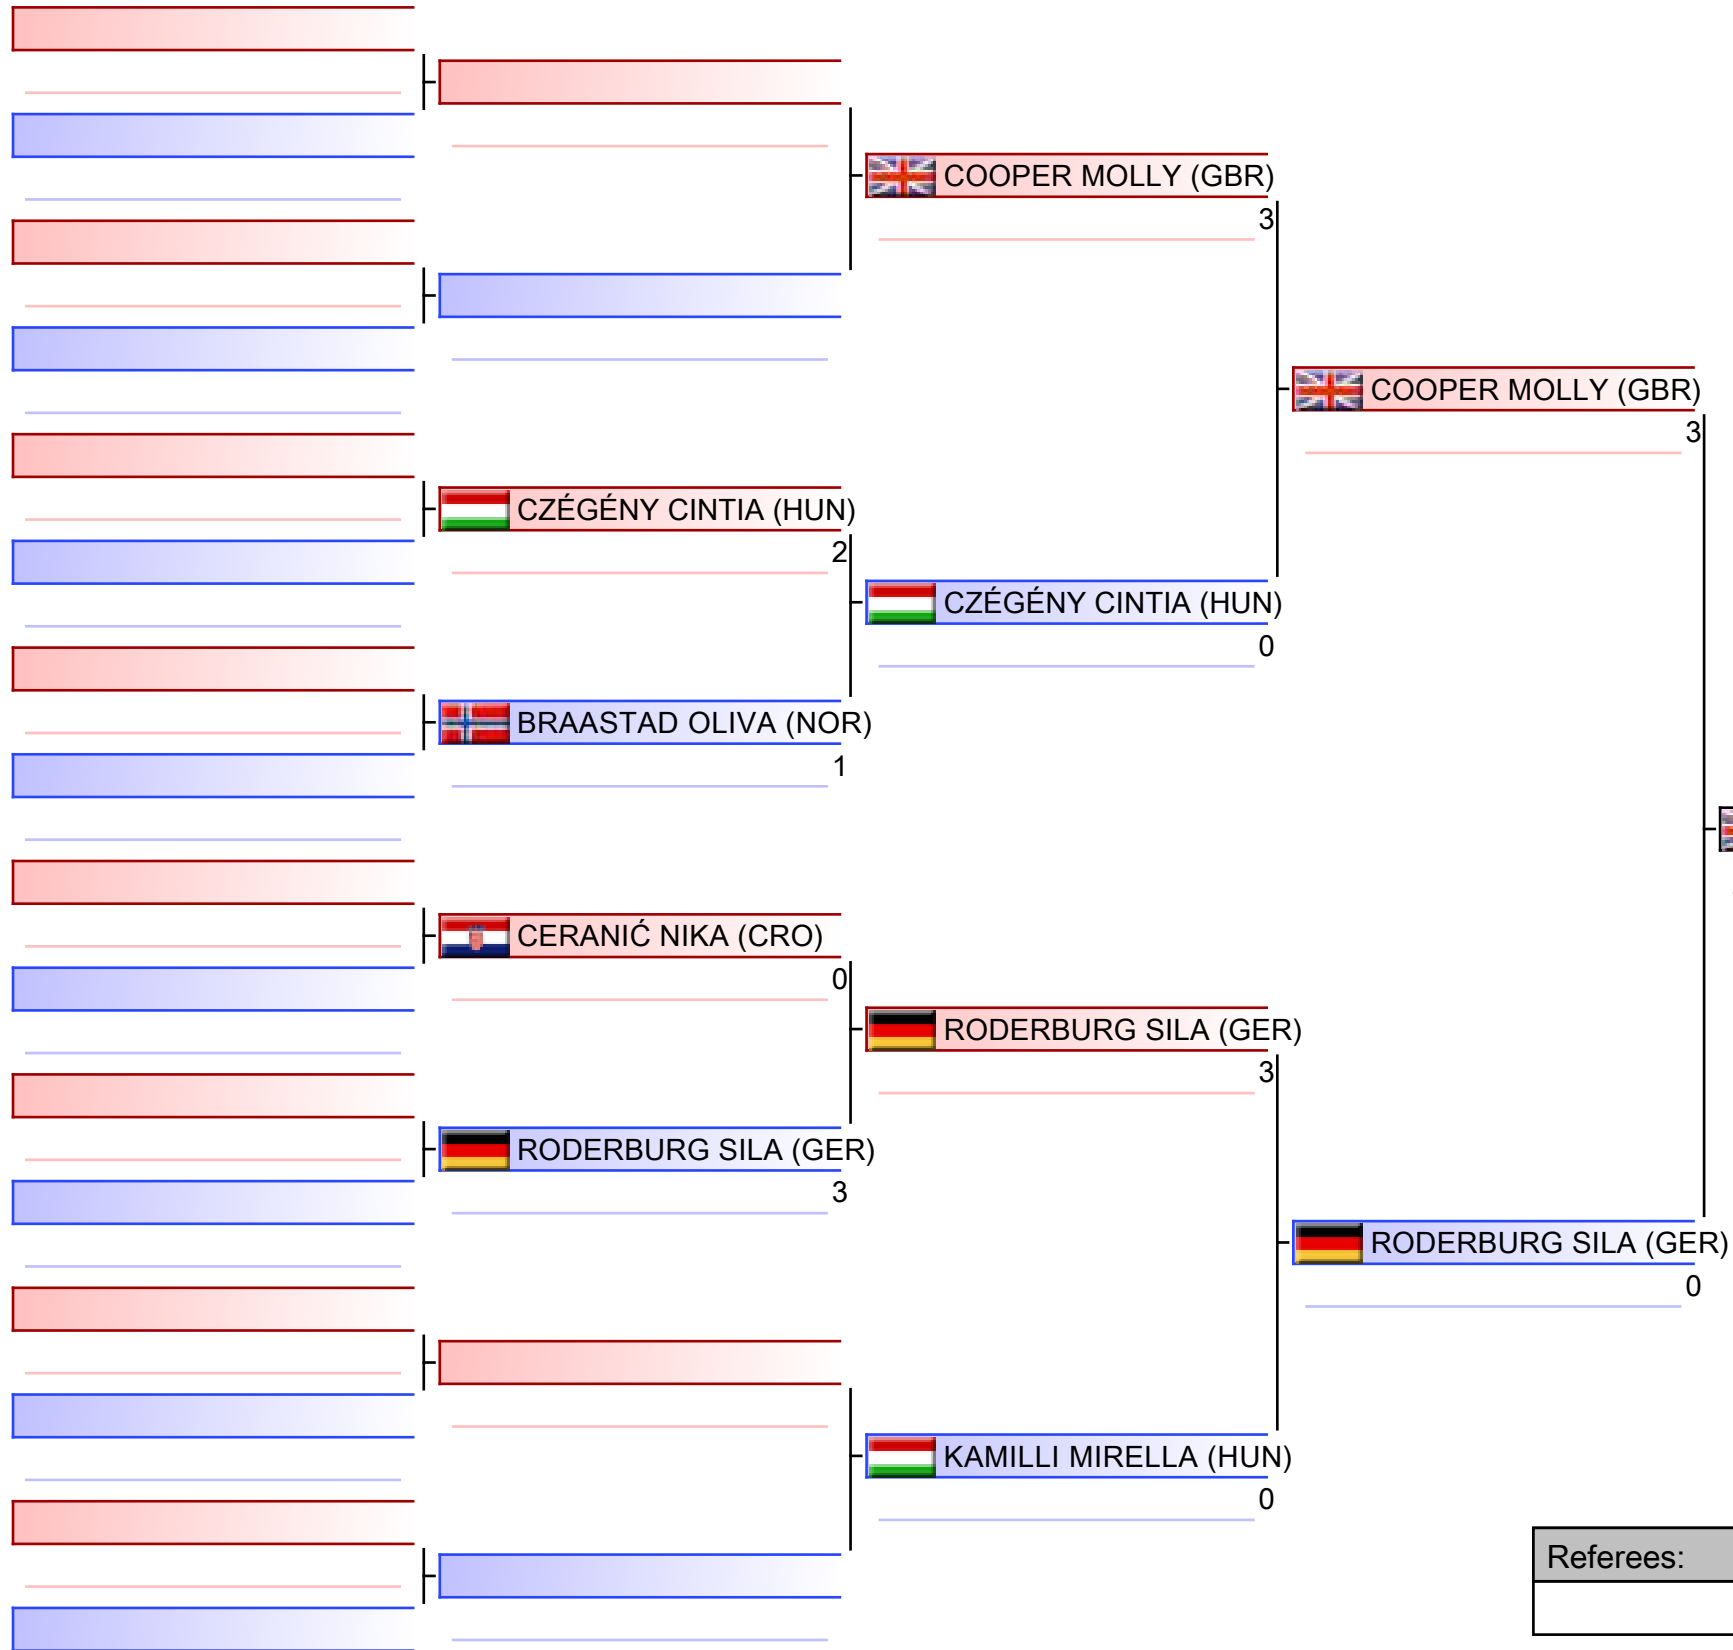 COOPER MOLLY (GBR)
3
COOPER MOLLY (GBR)
3
CZÉGÉNY CINTIA (HUN)
2
CZÉGÉNY CINTIA (HUN)
0
BRAASTAD OLIVA (NOR)
1
CERANIĆ NIKA (CRO)
0
RODERBURG SILA (GER)
3
RODERBURG SILA (GER)
3
RODERBURG SILA (GER)
0
KAMILLI MIRELLA (HUN)
0
Referees: